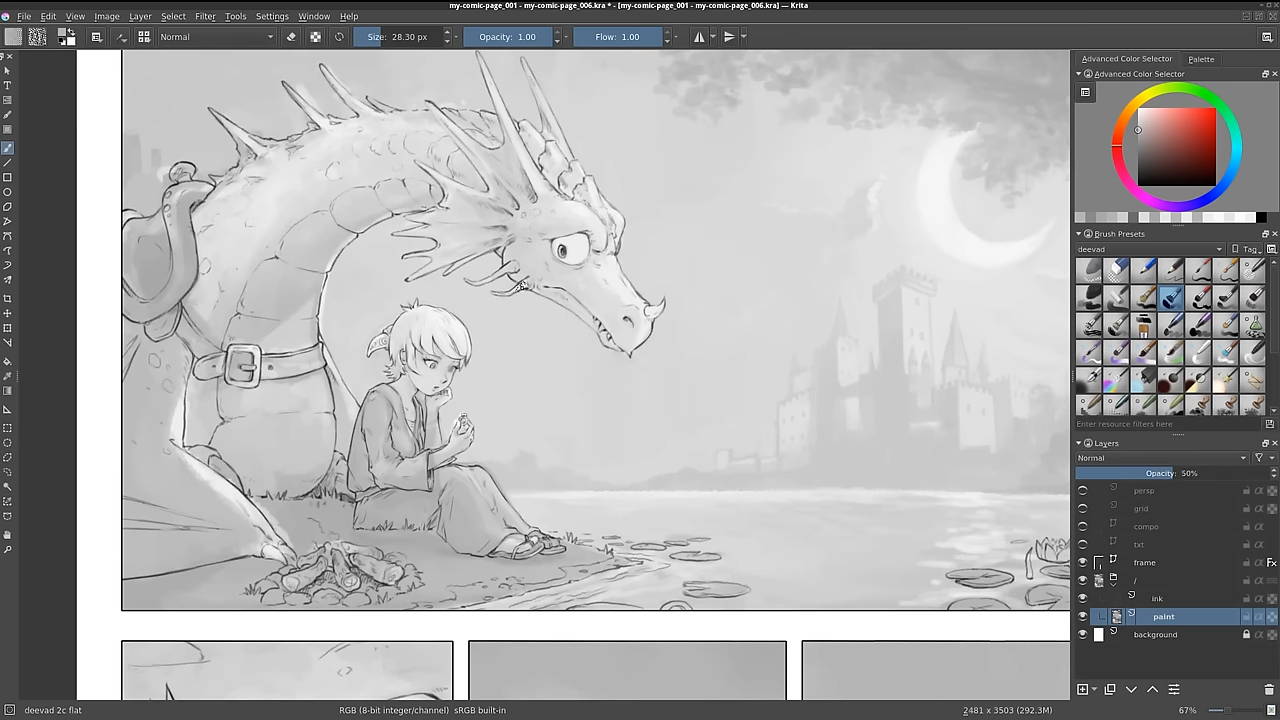 my-comic-page_001 - my-comic-page_006.kra * - [my-comic-page_001 - my-comic-page_006.kra] — Krita
File Edit View Image Layer Select Filter Tools Settings Window Help
Normal Size: 28.30 px Opacity: 1.00 Flow: 1.00
Advanced Color Selector Palette
Advanced Color Selector
Brush Presets
deevad Tag
Enter resource filters here
Layers
Normal
Opacity: 50%
persp
grid
compo
txt
frame fx
/
ink
paint
background
deevad 2c flat RGB (8-bit integer/channel) sRGB built-in 2481 x 3503 (292.3M) 67%